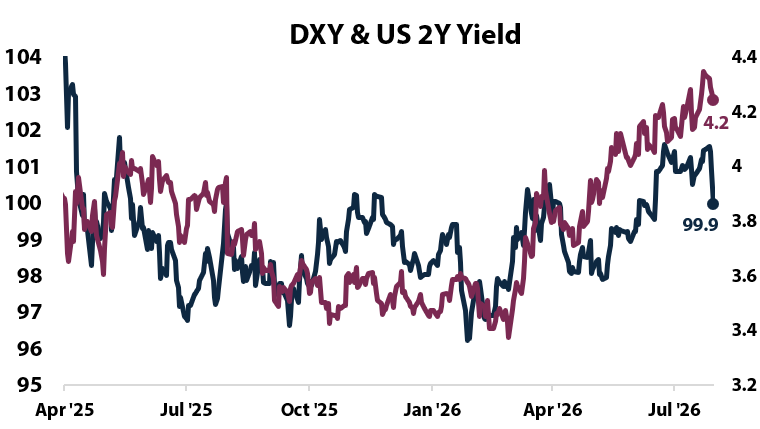 DXY & US 2Y Yield
104
103
102
101
100
99
98
97
96
95
4.4
4.2
4
3.8
3.6
3.4
3.2
4.2
99.9
Apr '25
Jul '25
Oct '25
Jan '26
Apr '26
Jul '26